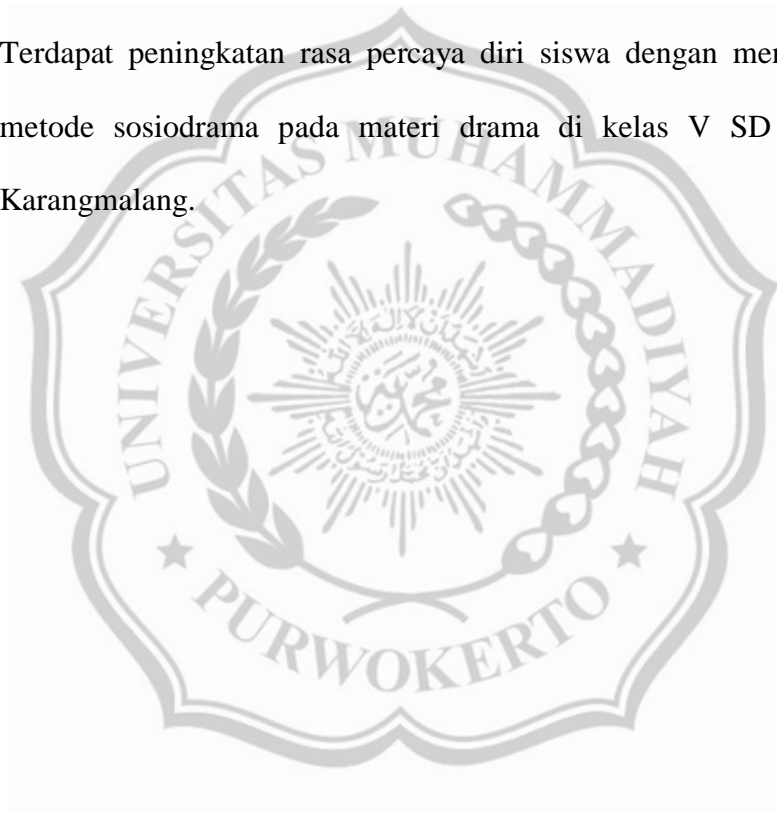 Terdapat peningkatan rasa percaya diri siswa dengan mer
metode sosiodrama pada materi drama di kelas V SD
Karangmalang.
UNIVERSITAS MUHAMMADIYAH
PURWOKERTO